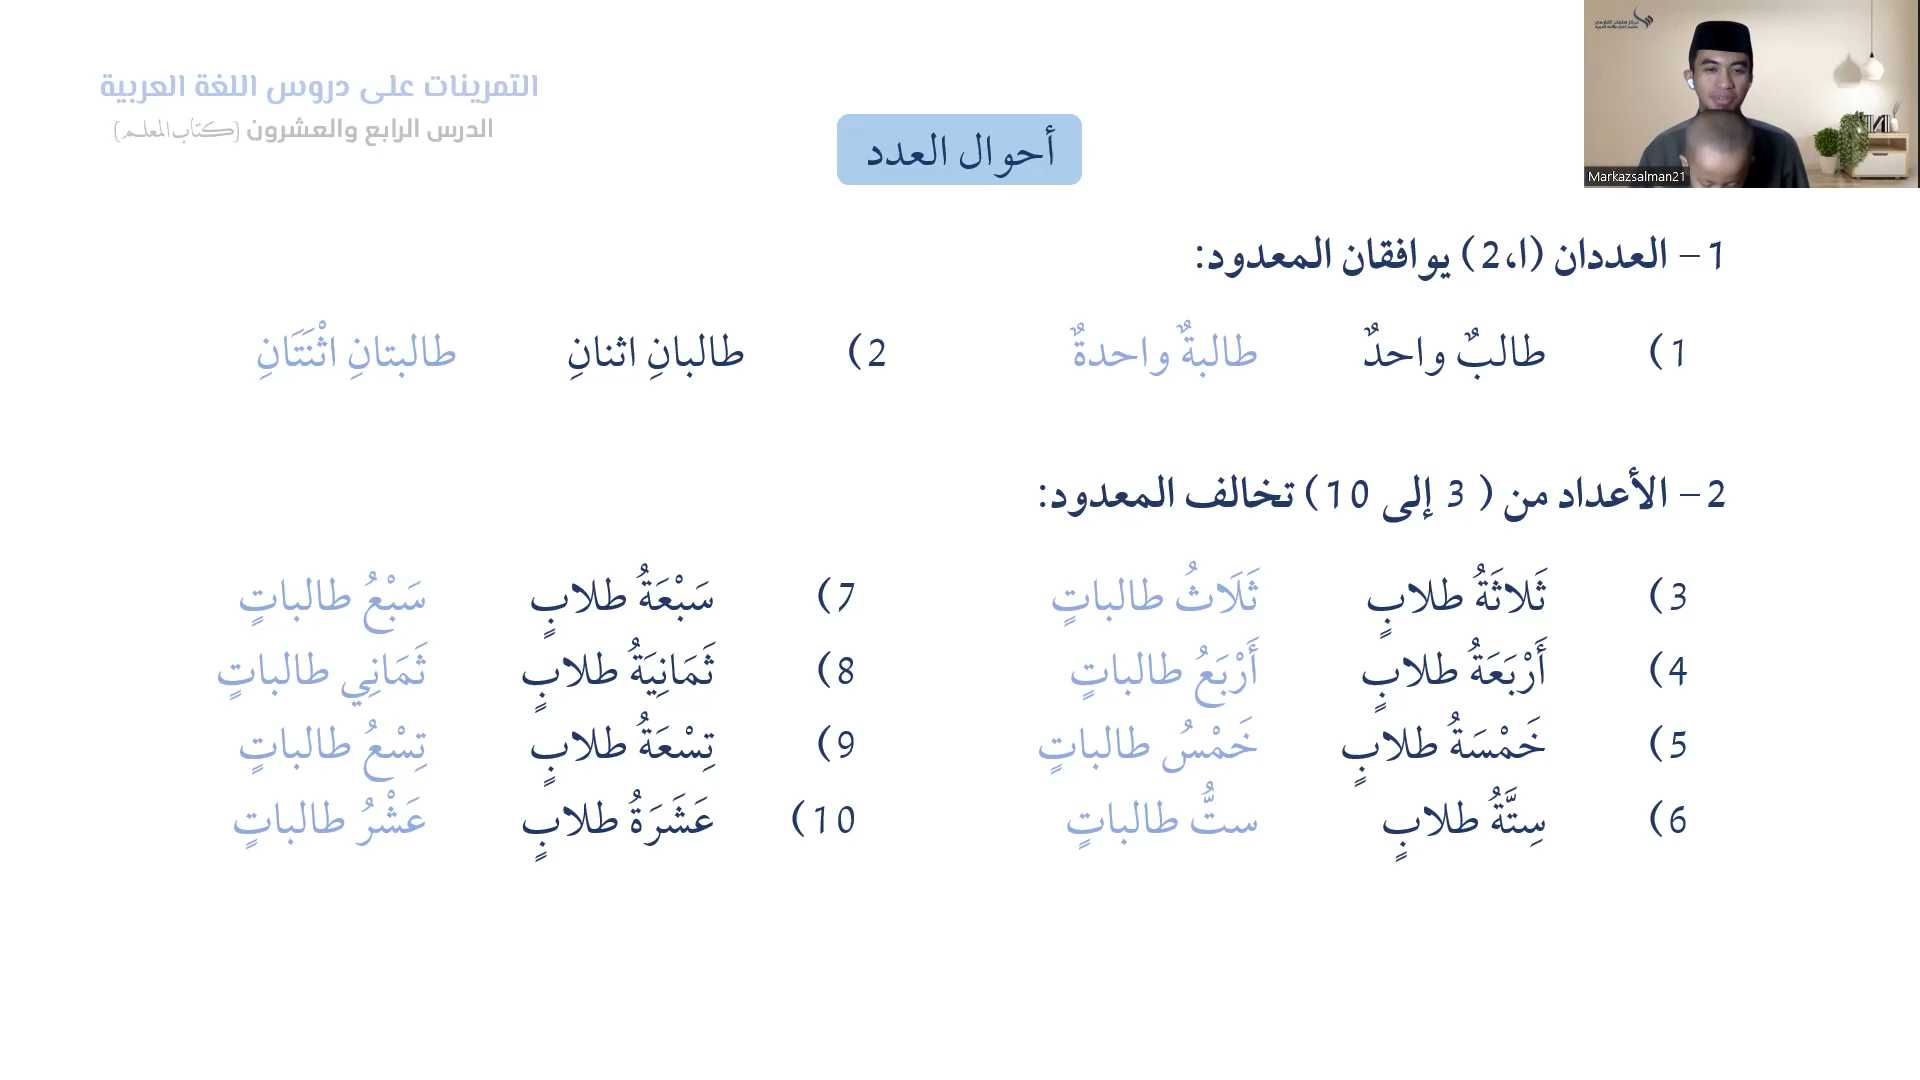 التمرينات على دروس اللغة العربية
الدرس الرابع والعشرون (كتاب المعلم)
أحوال العدد
Markazsalman21
1- العددان (2،1) يوافقان المعدود:
1) طالبٌ واحدٌ طالبةٌ واحدةٌ 2) طالبانِ اثنانِ طالبتانِ اثْنَتَانِ
2- الأعداد من ( 3 إلى 10) تخالف المعدود:
3) ثَلاثَةُ طلابٍ ثَلَاثُ طالباتٍ 7) سَبْعَةُ طلابٍ سَبْعُ طالباتٍ
4) أَرْبَعَةُ طلابٍ أَرْبَعُ طالباتٍ 8) ثَمَانِيَةُ طلابٍ ثَمَانِي طالباتٍ
5) خَمْسَةُ طلابٍ خَمْسُ طالباتٍ 9) تِسْعَةُ طلابٍ تِسْعُ طالباتٍ
6) سِتَّةُ طلابٍ ستُّ طالباتٍ 10) عَشَرَةُ طلابٍ عَشْرُ طالباتٍ